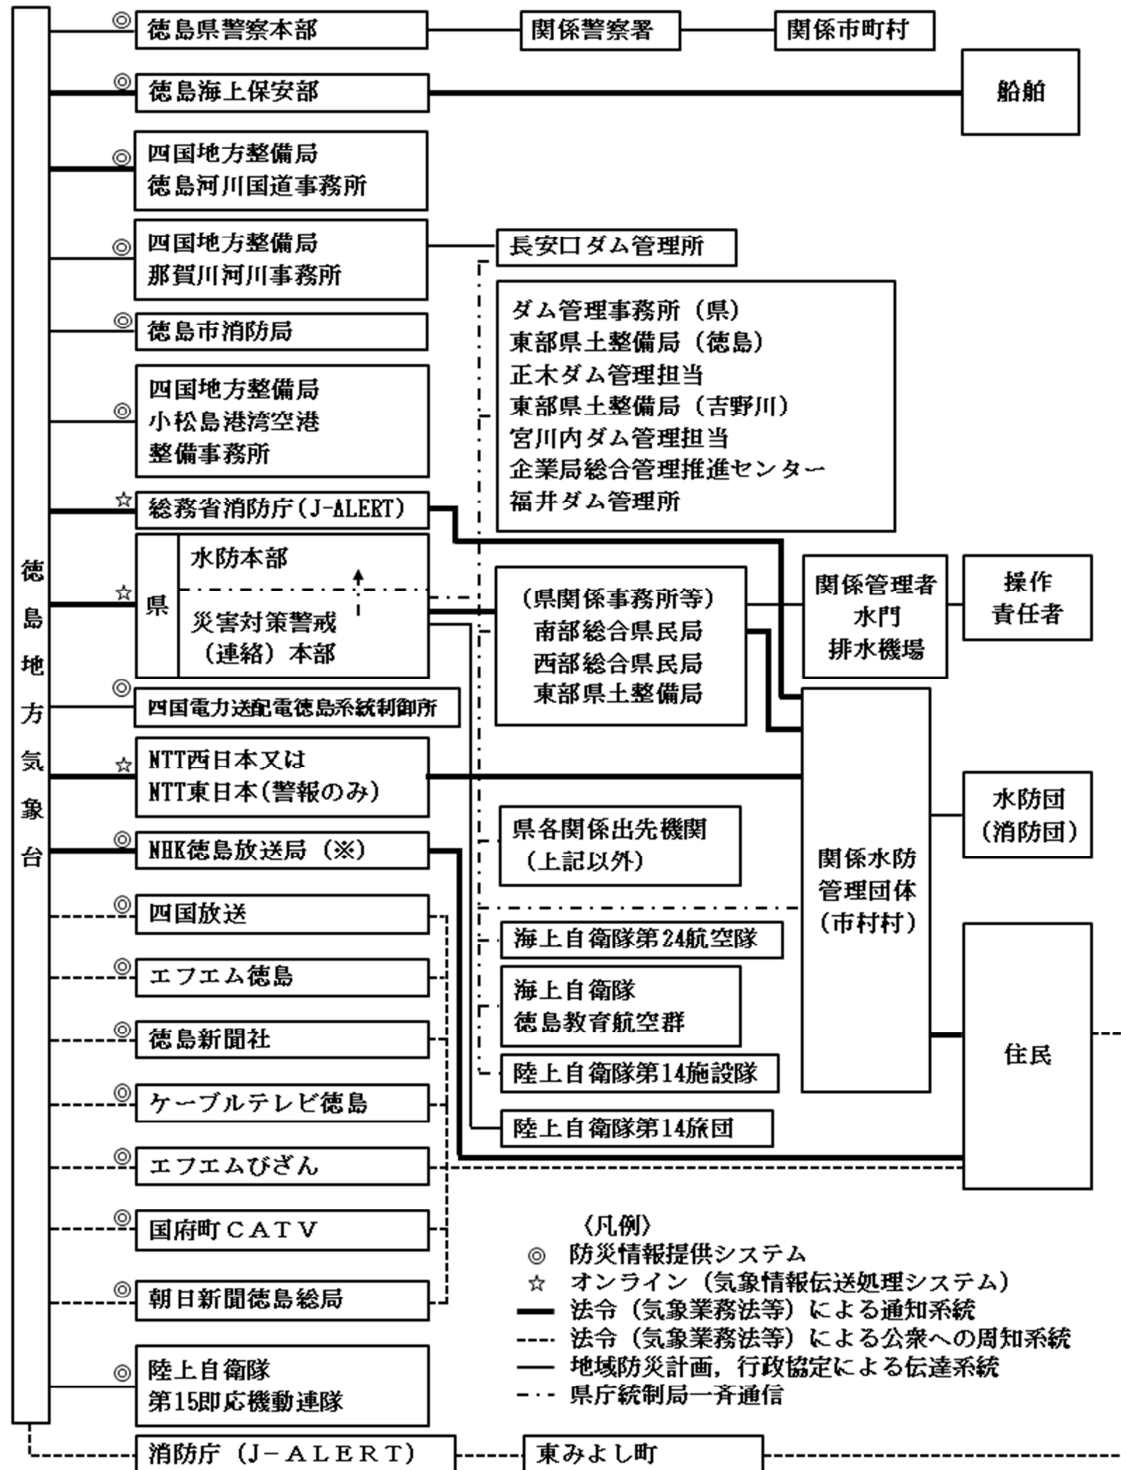 徳島地方気象台
◎ 徳島県警察本部
関係警察署
関係市町村
◎ 徳島海上保安部
船舶
◎ 四国地方整備局
徳島河川国道事務所
◎ 四国地方整備局
那賀川河川事務所
長安口ダム管理所
ダム管理事務所（県）
東部県土整備局（徳島）
正木ダム管理担当
東部県土整備局（吉野川）
宮川内ダム管理担当
企業局総合管理推進センター
福井ダム管理所
◎ 徳島市消防局
◎ 四国地方整備局
小松島港湾空港
整備事務所
☆ 総務省消防庁(J-ALERT)
☆ 県
水防本部
災害対策警戒
（連絡）本部
（県関係事務所等）
南部総合県民局
西部総合県民局
東部県土整備局
関係管理者
水門
排水機場
操作
責任者
◎ 四国電力送配電徳島系統制御所
☆ NTT西日本又は
NTT東日本(警報のみ)
◎ NHK徳島放送局（※）
県各関係出先機関
（上記以外）
関係水防
管理団体
（市村村）
水防団
（消防団）
◎ 四国放送
海上自衛隊第24航空隊
◎ エフエム徳島
海上自衛隊
徳島教育航空群
◎ 徳島新聞社
陸上自衛隊第14施設隊
住民
◎ ケーブルテレビ徳島
陸上自衛隊第14旅団
◎ エフエムびざん
◎ 国府町ＣＡＴＶ
◎ 朝日新聞徳島総局
◎ 陸上自衛隊
第15即応機動連隊
消防庁（Ｊ－ＡＬＥＲＴ）
東みよし町
〈凡例〉
◎ 防災情報提供システム
☆ オンライン（気象情報伝送処理システム）
法令（気象業務法等）による通知系統
法令（気象業務法等）による公衆への周知系統
地域防災計画，行政協定による伝達系統
県庁統制局一斉通信